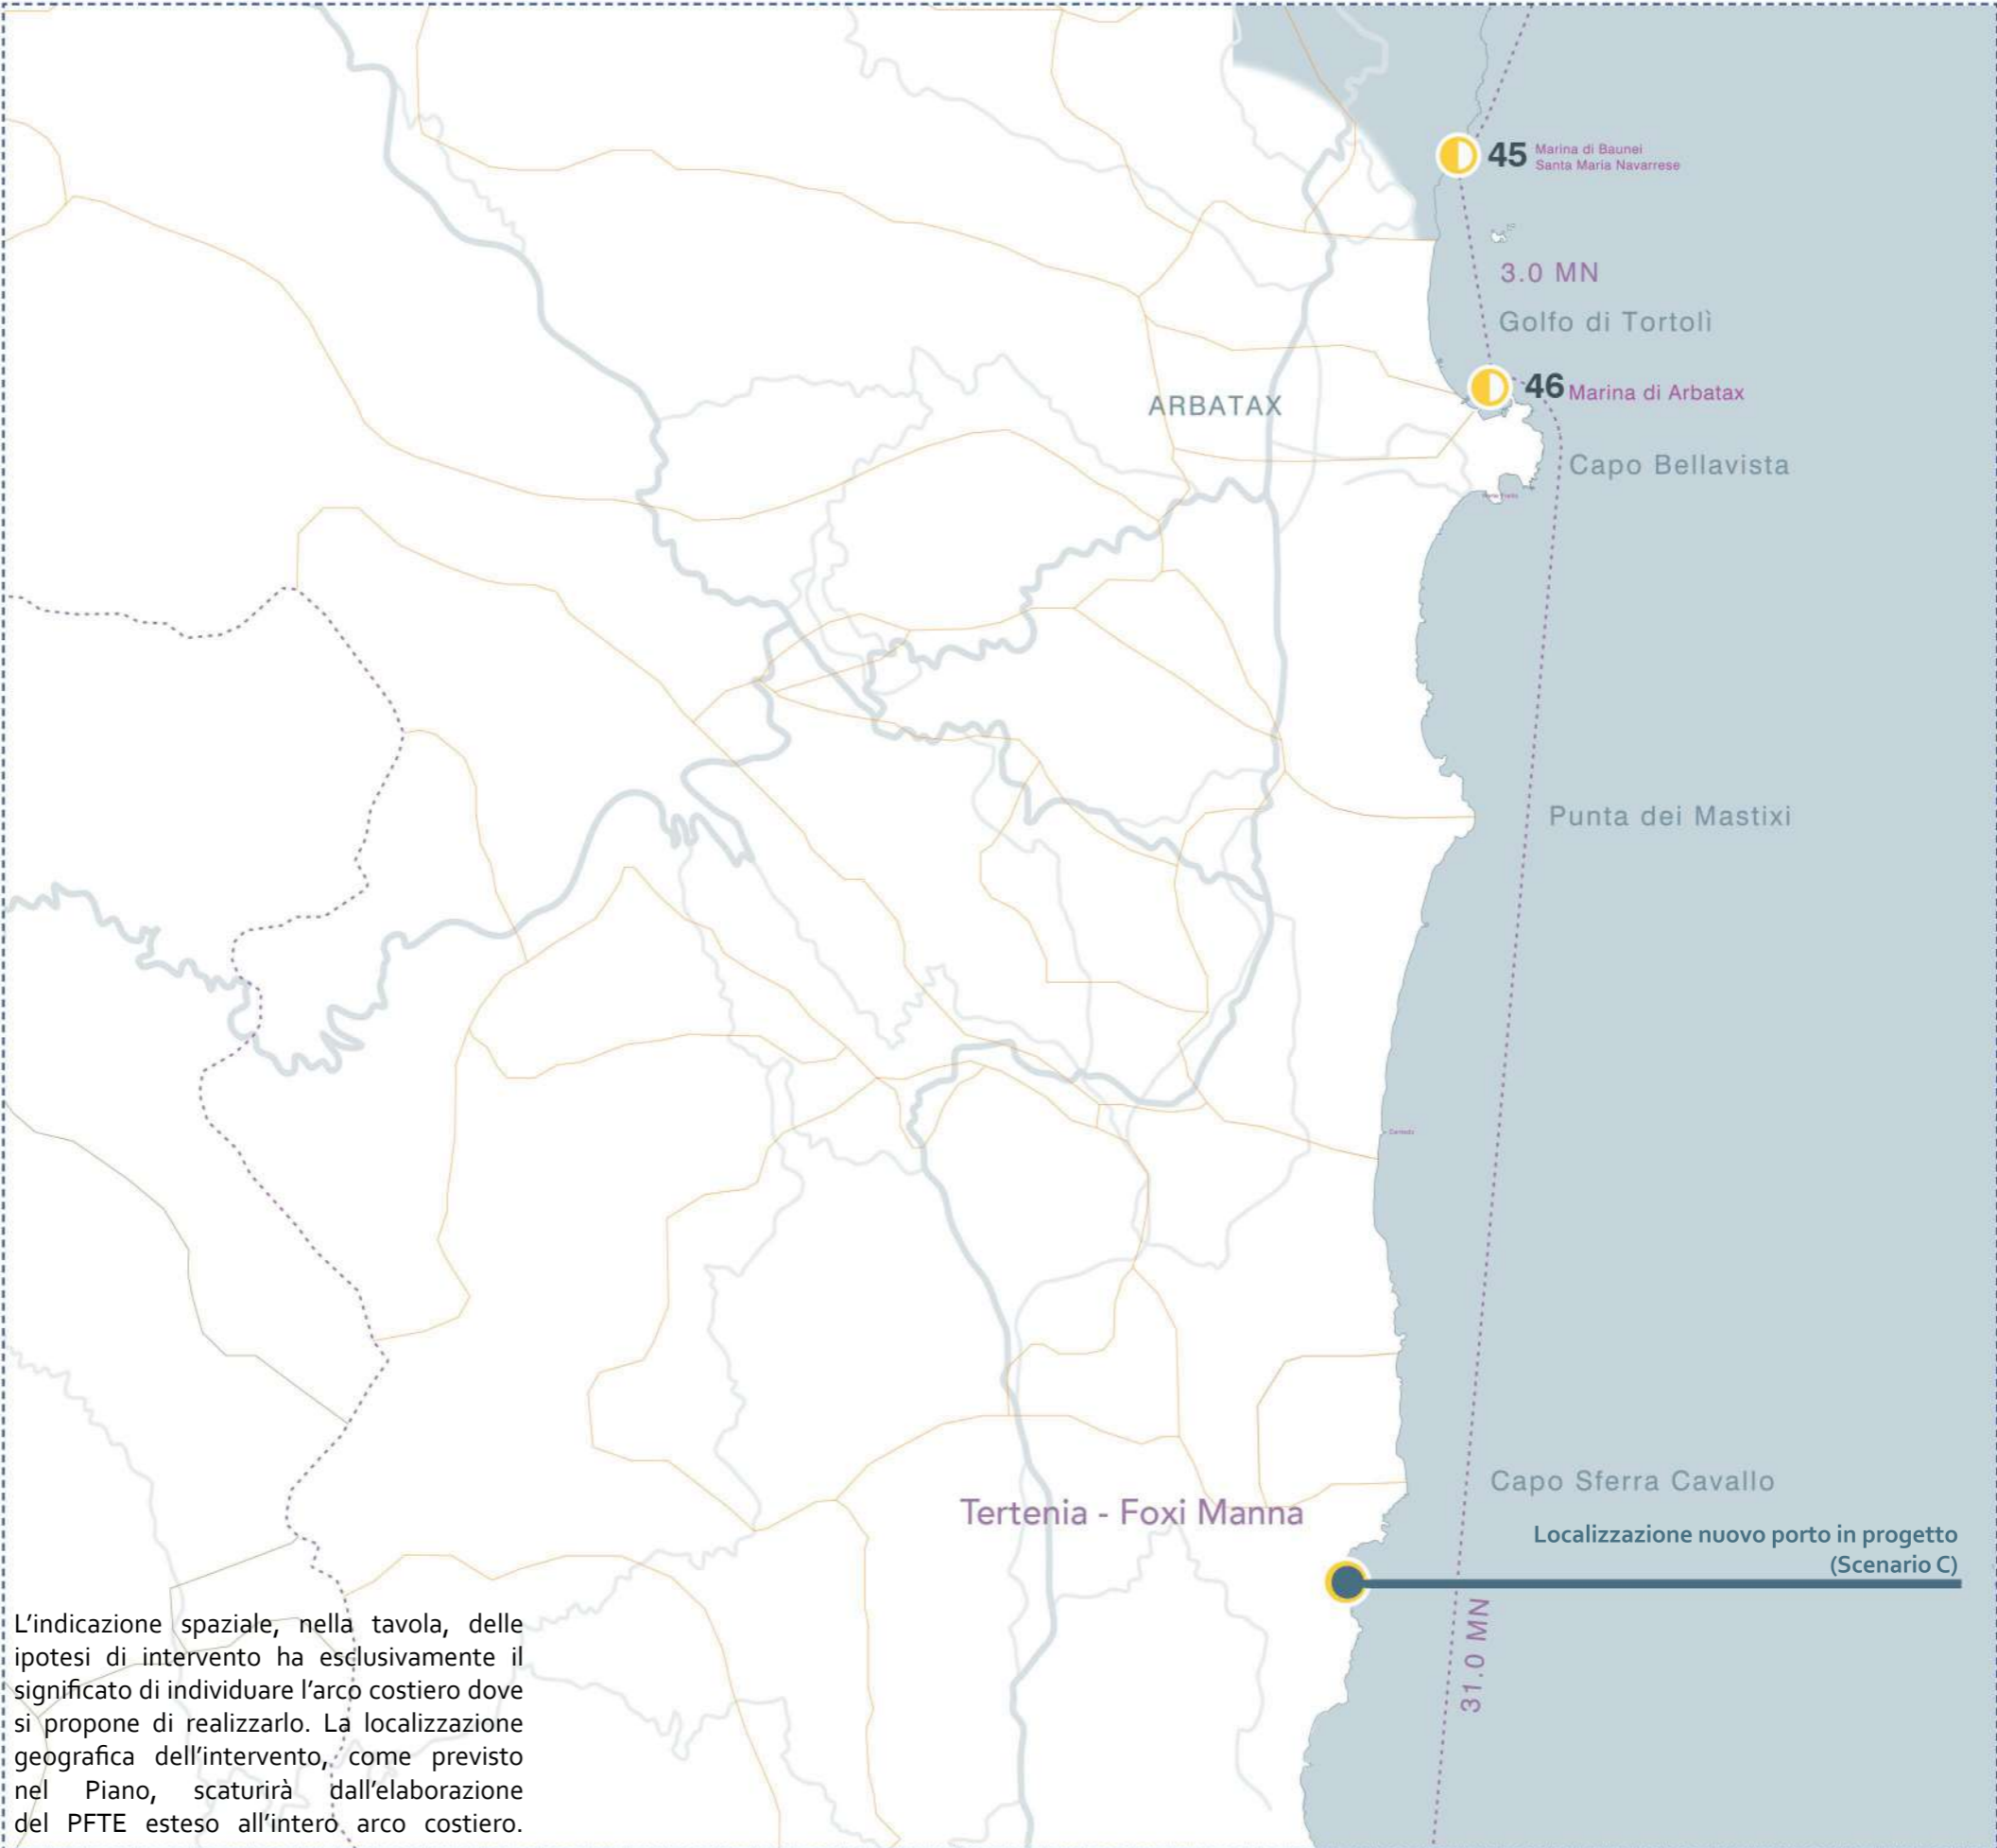 45 Marina di Baunei
Santa Maria Navarrese
3.0 MN
Golfo di Tortolì
ARBATAX
46 Marina di Arbatax
Capo Bellavista
Punta dei Mastixi
Capo Sferra Cavallo
Tertenia - Foxi Manna
Localizzazione nuovo porto in progetto
(Scenario C)
31.0 MN
L'indicazione spaziale, nella tavola, delle
ipotesi di intervento ha esclusivamente il
significato di individuare l'arco costiero dove
si propone di realizzarlo. La localizzazione
geografica dell'intervento, come previsto
nel Piano, scaturirà dall'elaborazione
del PFTE esteso all'intero arco costiero.